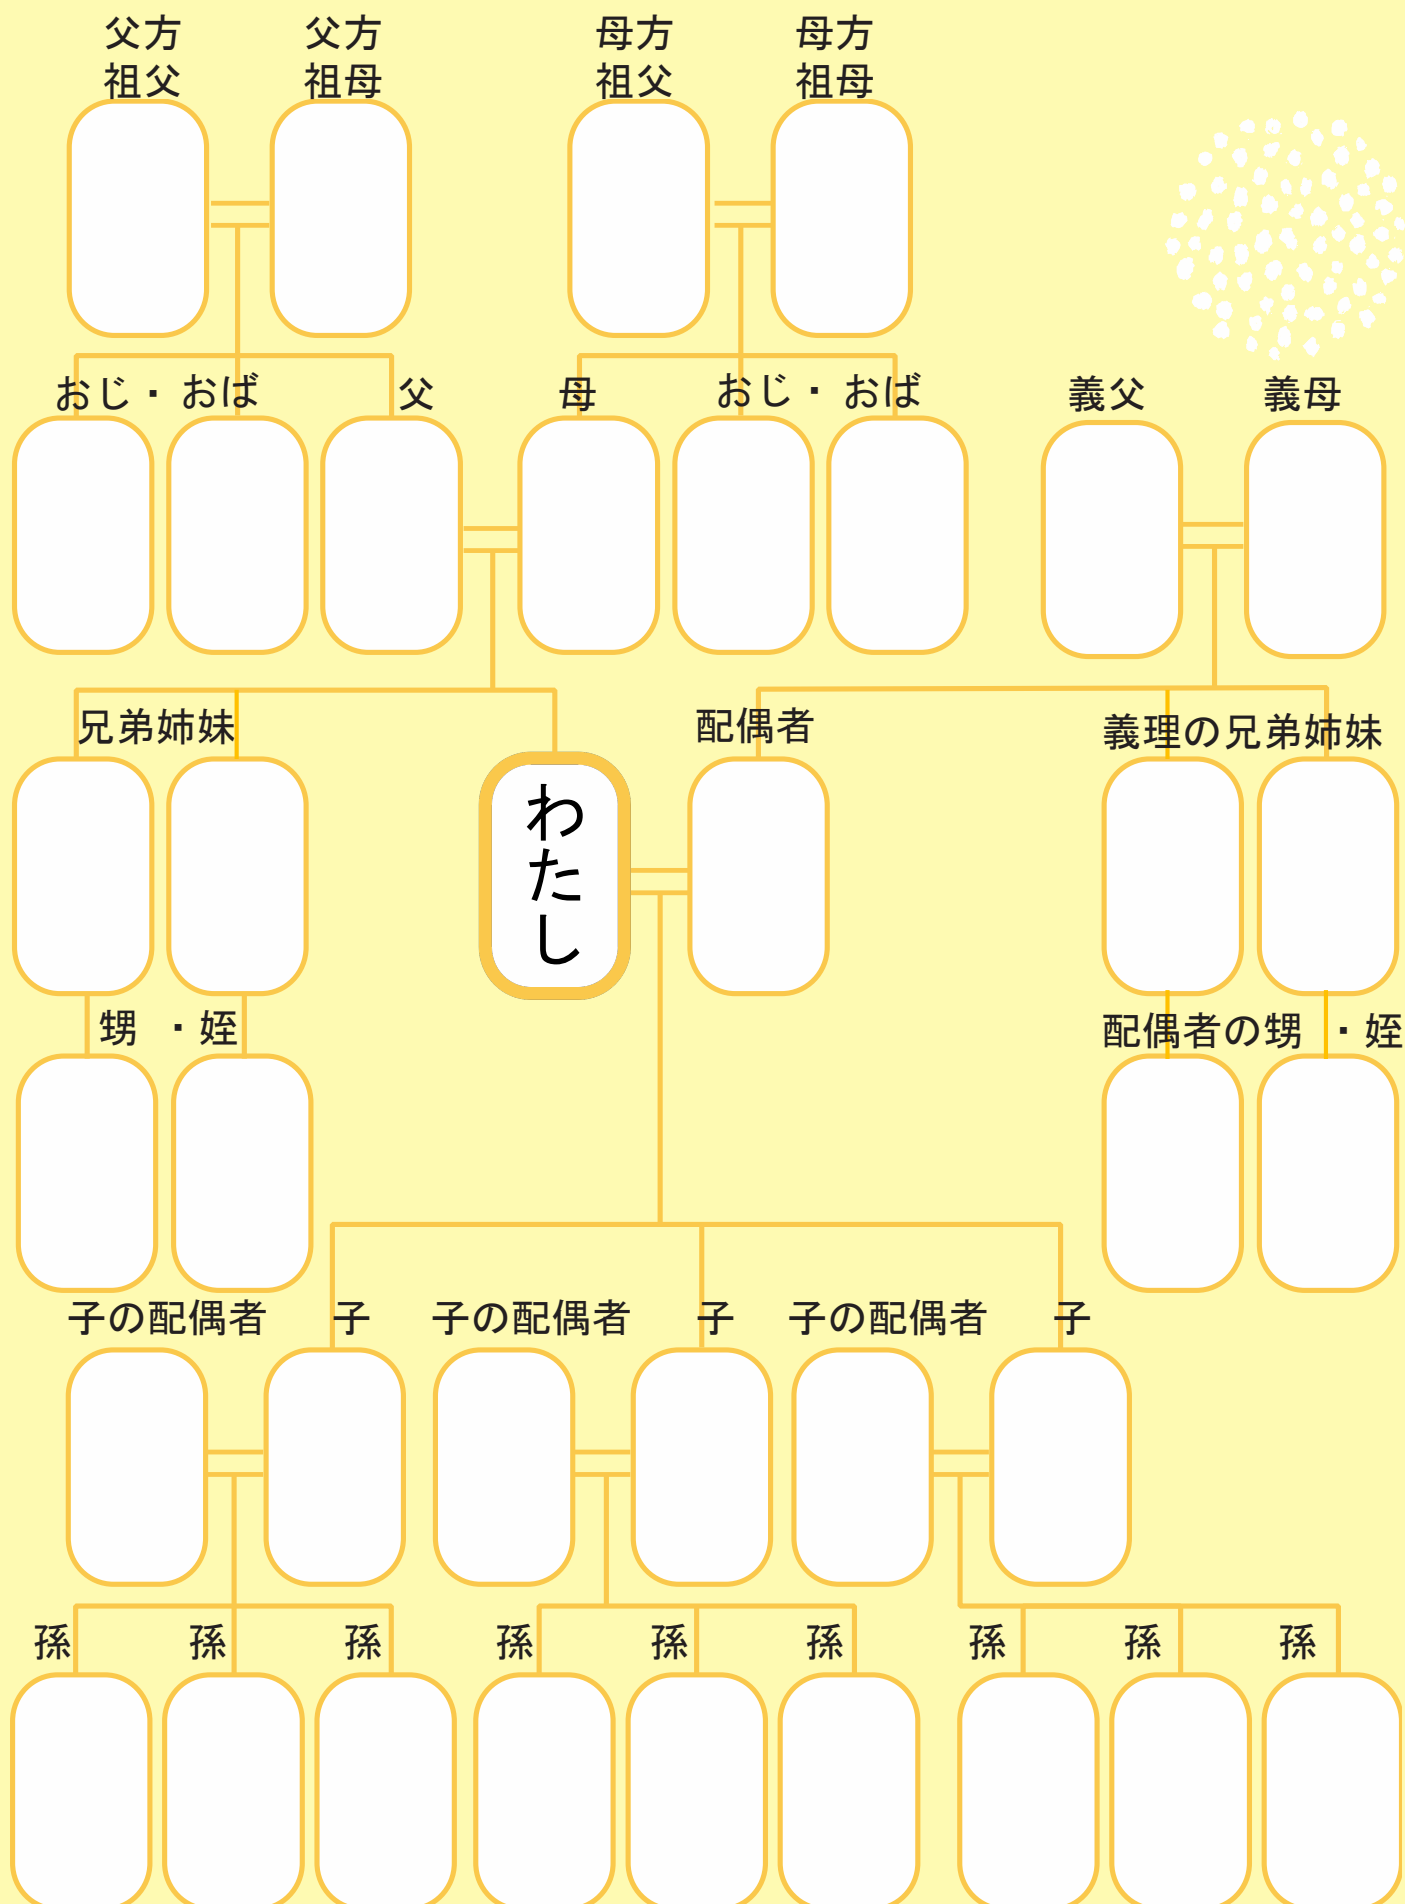 父方
祖父
父方
祖母
母方
祖父
母方
祖母
おじ・おば
父
母
おじ・おば
義父
義母
兄弟姉妹
配偶者
義理の兄弟姉妹
わたし
甥 ・姪
配偶者の甥 ・姪
子の配偶者
子
子の配偶者
子
子の配偶者
子
孫
孫
孫
孫
孫
孫
孫
孫
孫